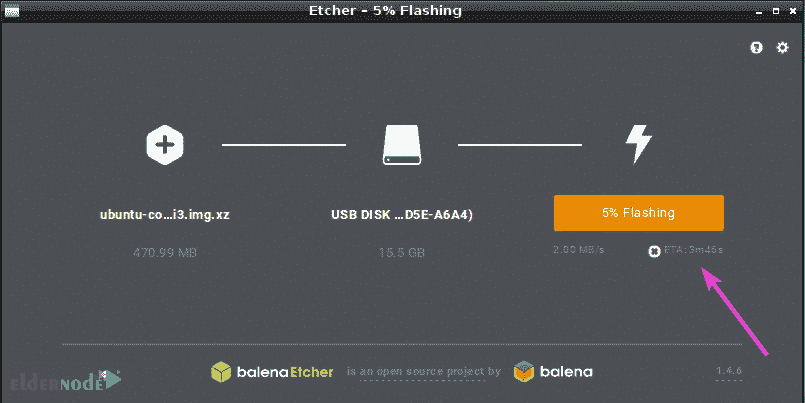 Etcher – 5% Flashing
ubuntu-co…i3.img.xz
USB DISK …D5E-A6A4)
5% Flashing
470.99 MB
15.5 GB
2.00 MB/s
ETA: 3m46s
eldernode
balenaEtcher is an open source project by balena
1.4.6